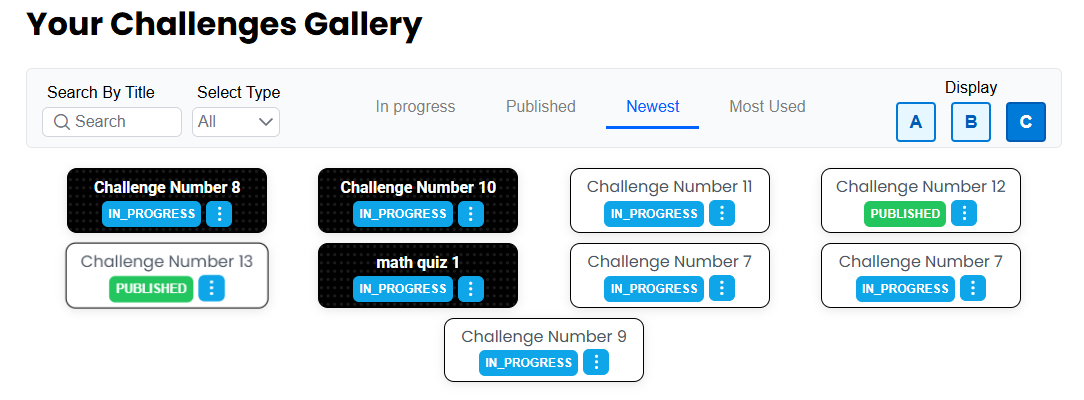 Your Challenges Gallery
Search By Title
Select Type
Search
All
In progress
Published
Newest
Most Used
Display
A
B
C
Challenge Number 8
IN_PROGRESS
Challenge Number 10
IN_PROGRESS
Challenge Number 11
IN_PROGRESS
Challenge Number 12
PUBLISHED
Challenge Number 13
PUBLISHED
math quiz 1
IN_PROGRESS
Challenge Number 7
IN_PROGRESS
Challenge Number 7
IN_PROGRESS
Challenge Number 9
IN_PROGRESS